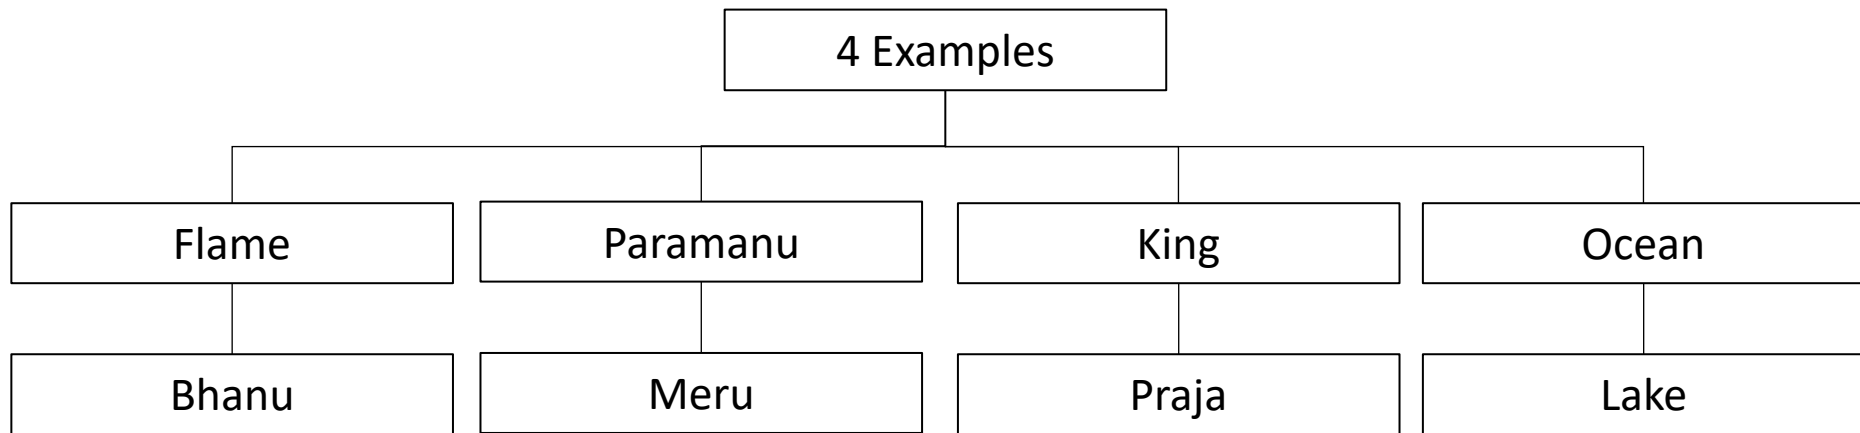 4 Examples
Flame
Paramanu
King
Ocean
Bhanu
Meru
Praja
Lake